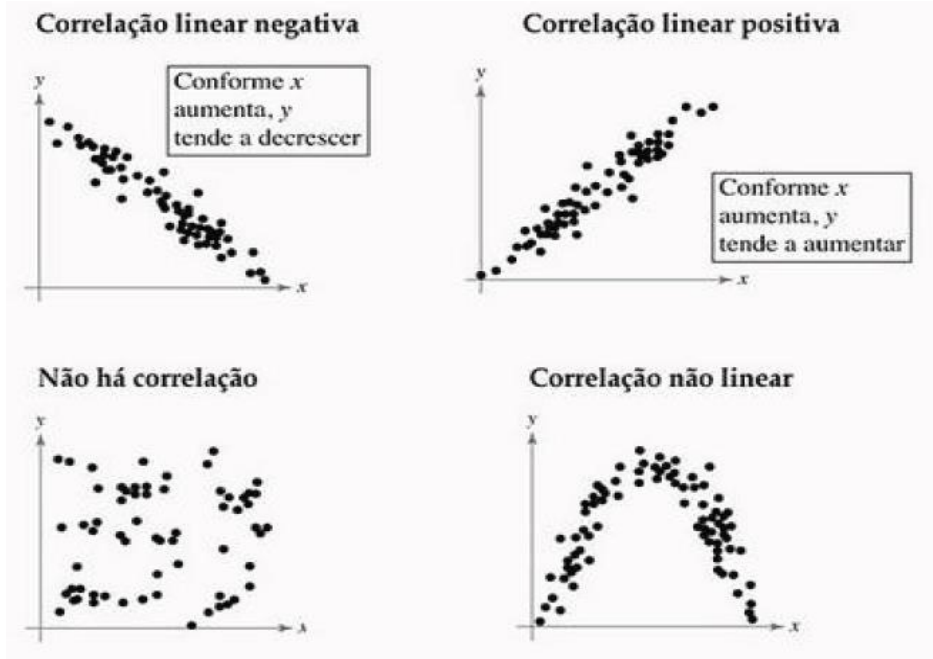 Correlação linear negativa
y
Conforme x
aumenta, y
tende a decrescer
x
Correlação linear positiva
y
Conforme x
aumenta, y
tende a aumentar
x
Não há correlação
y
x
Correlação não linear
y
x